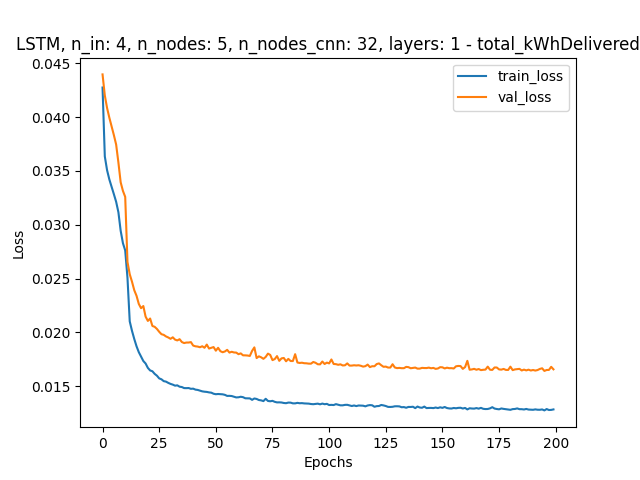 LSTM, n_in: 4, n_nodes: 5, n_nodes_cnn: 32, layers: 1 - total_kWhDelivered
train_loss
val_loss
0.045
0.040
0.035
0.030
0.025
0.020
0.015
Loss
0 25 50 75 100 125 150 175 200
Epochs